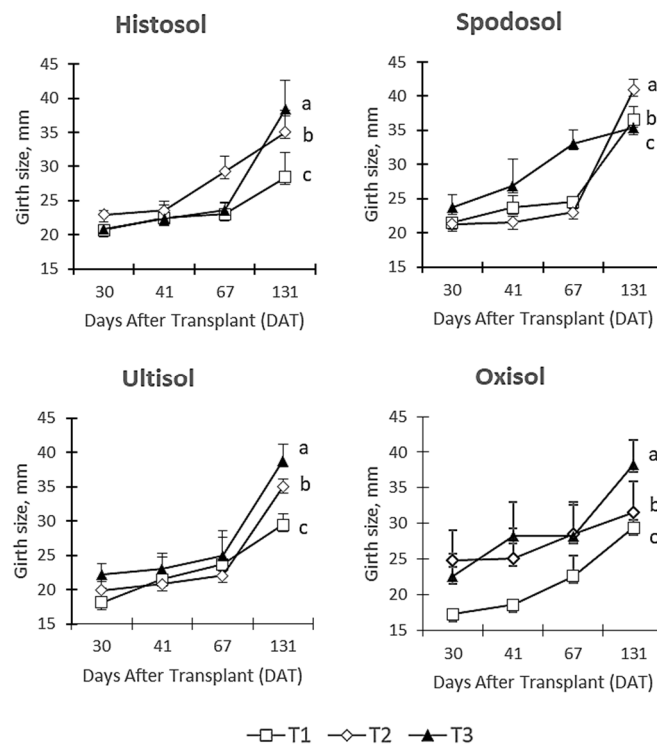 Histosol
45
40
35
30
25
20
15
Girth size, mm
a
b
c
30 41 67 131
Days After Transplant (DAT)
Spodosol
45
40
35
30
25
20
15
Girth size, mm
a
b
c
30 41 67 131
Days After Transplant (DAT)
Ultisol
45
40
35
30
25
20
15
Girth size, mm
a
b
c
30 41 67 131
Days After Transplant (DAT)
Oxisol
45
40
35
30
25
20
15
Girth size, mm
a
b
c
30 41 67 131
Days After Transplant (DAT)
T1 T2 T3